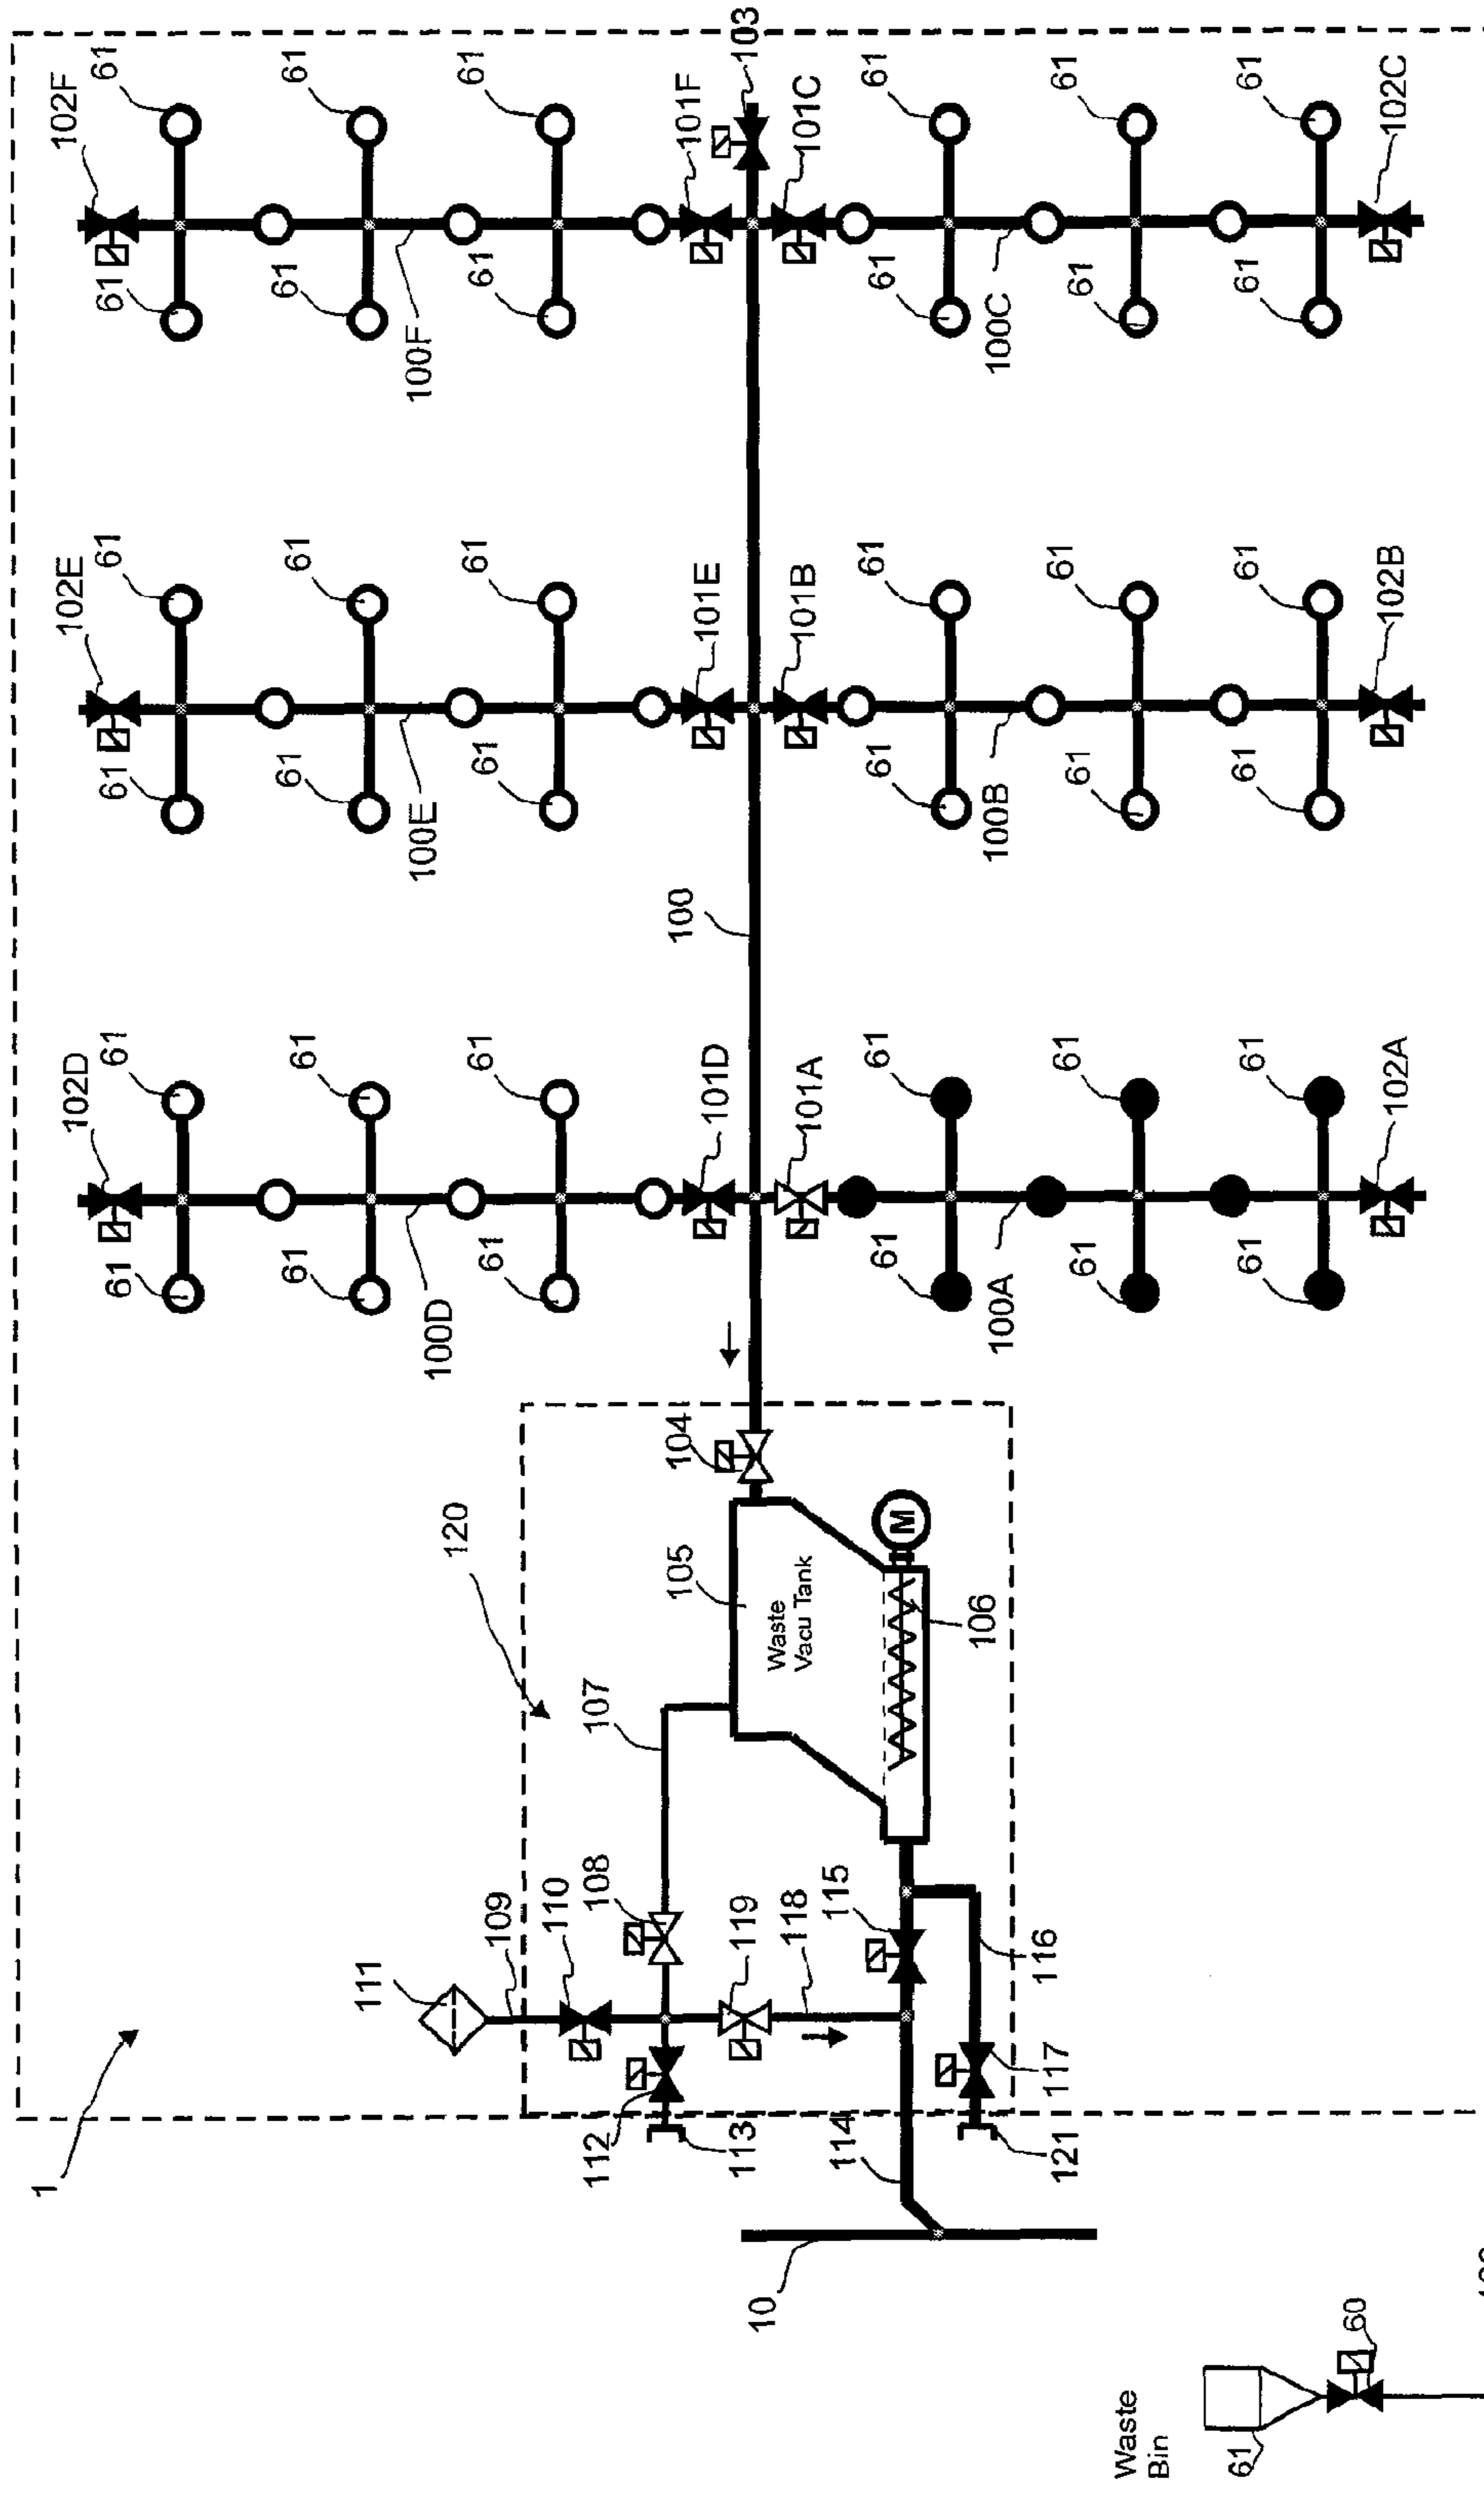 1
102D 102E 102F
61 61 61 61 61 61
61 61 61 61 61 61
111
100D 100E 100F
120
61 61 61 61 61 61
109
110
112 108 107
105 104 100
101D 101E 101F
113 119 103
10
Waste
Vacu Tank
118
101A 101B 101C
114 115
61 61 61 61 61 61
M
106
100A 100B 100C
116
121 117
61 61 61 61 61 61
Waste
Bin
61
61 61 61 61 61 61
60
102A 102B 102C